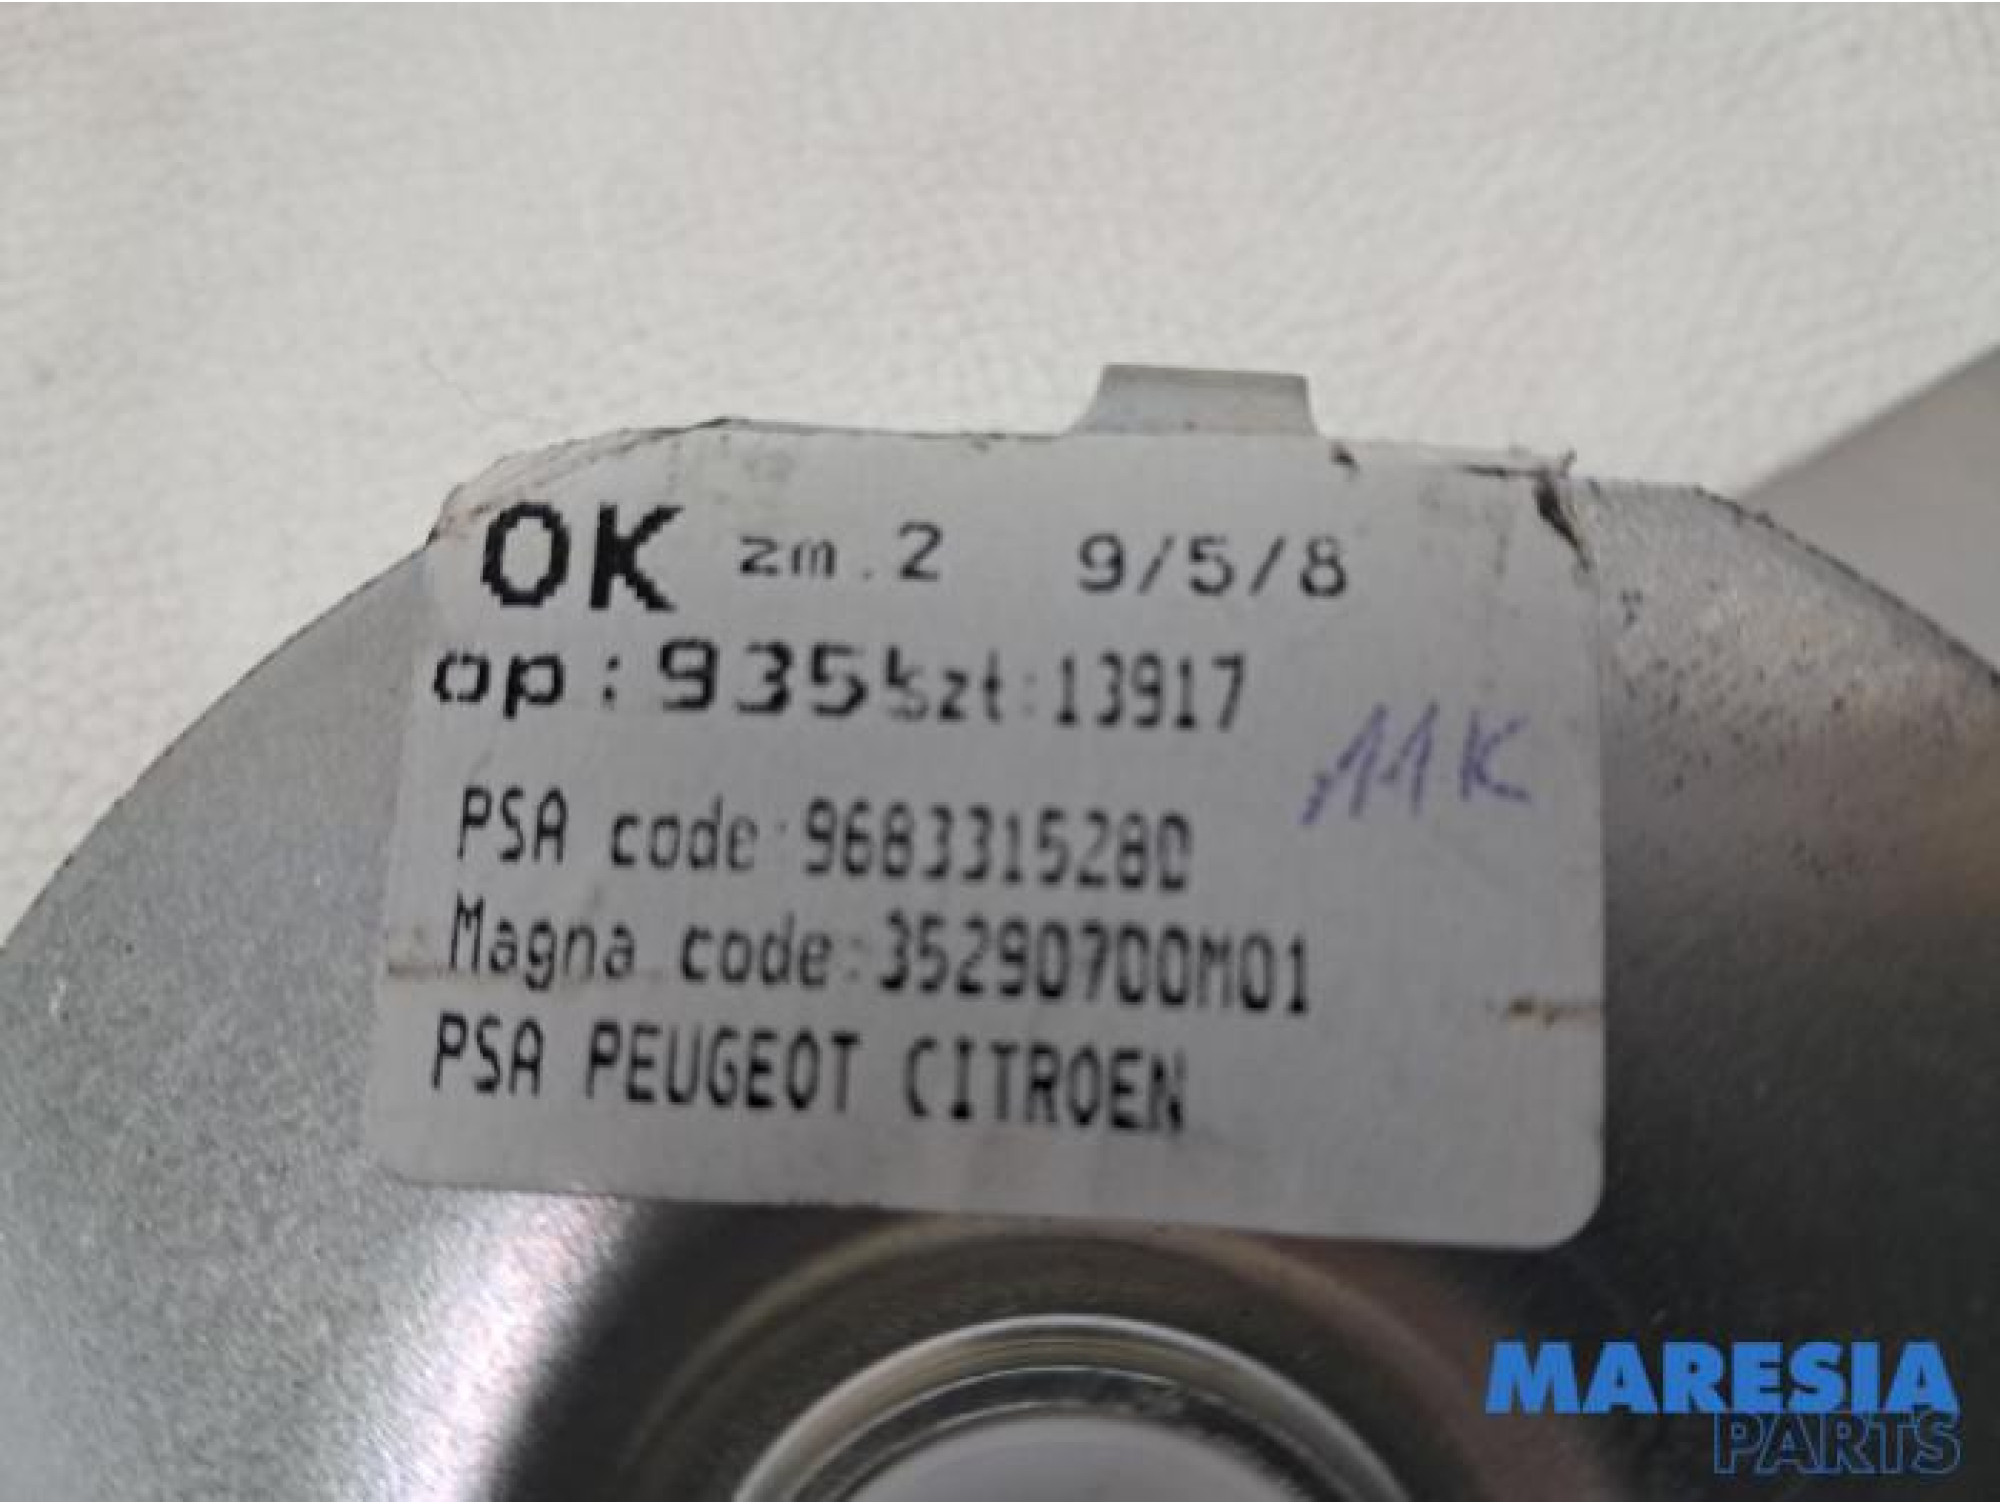 OK zm.2 9/5/8
op:935 szt:13917
11K
PSA code:9683315280
Magna code:35290700M01
PSA PEUGEOT CITROEN
MARESIA
PARTS